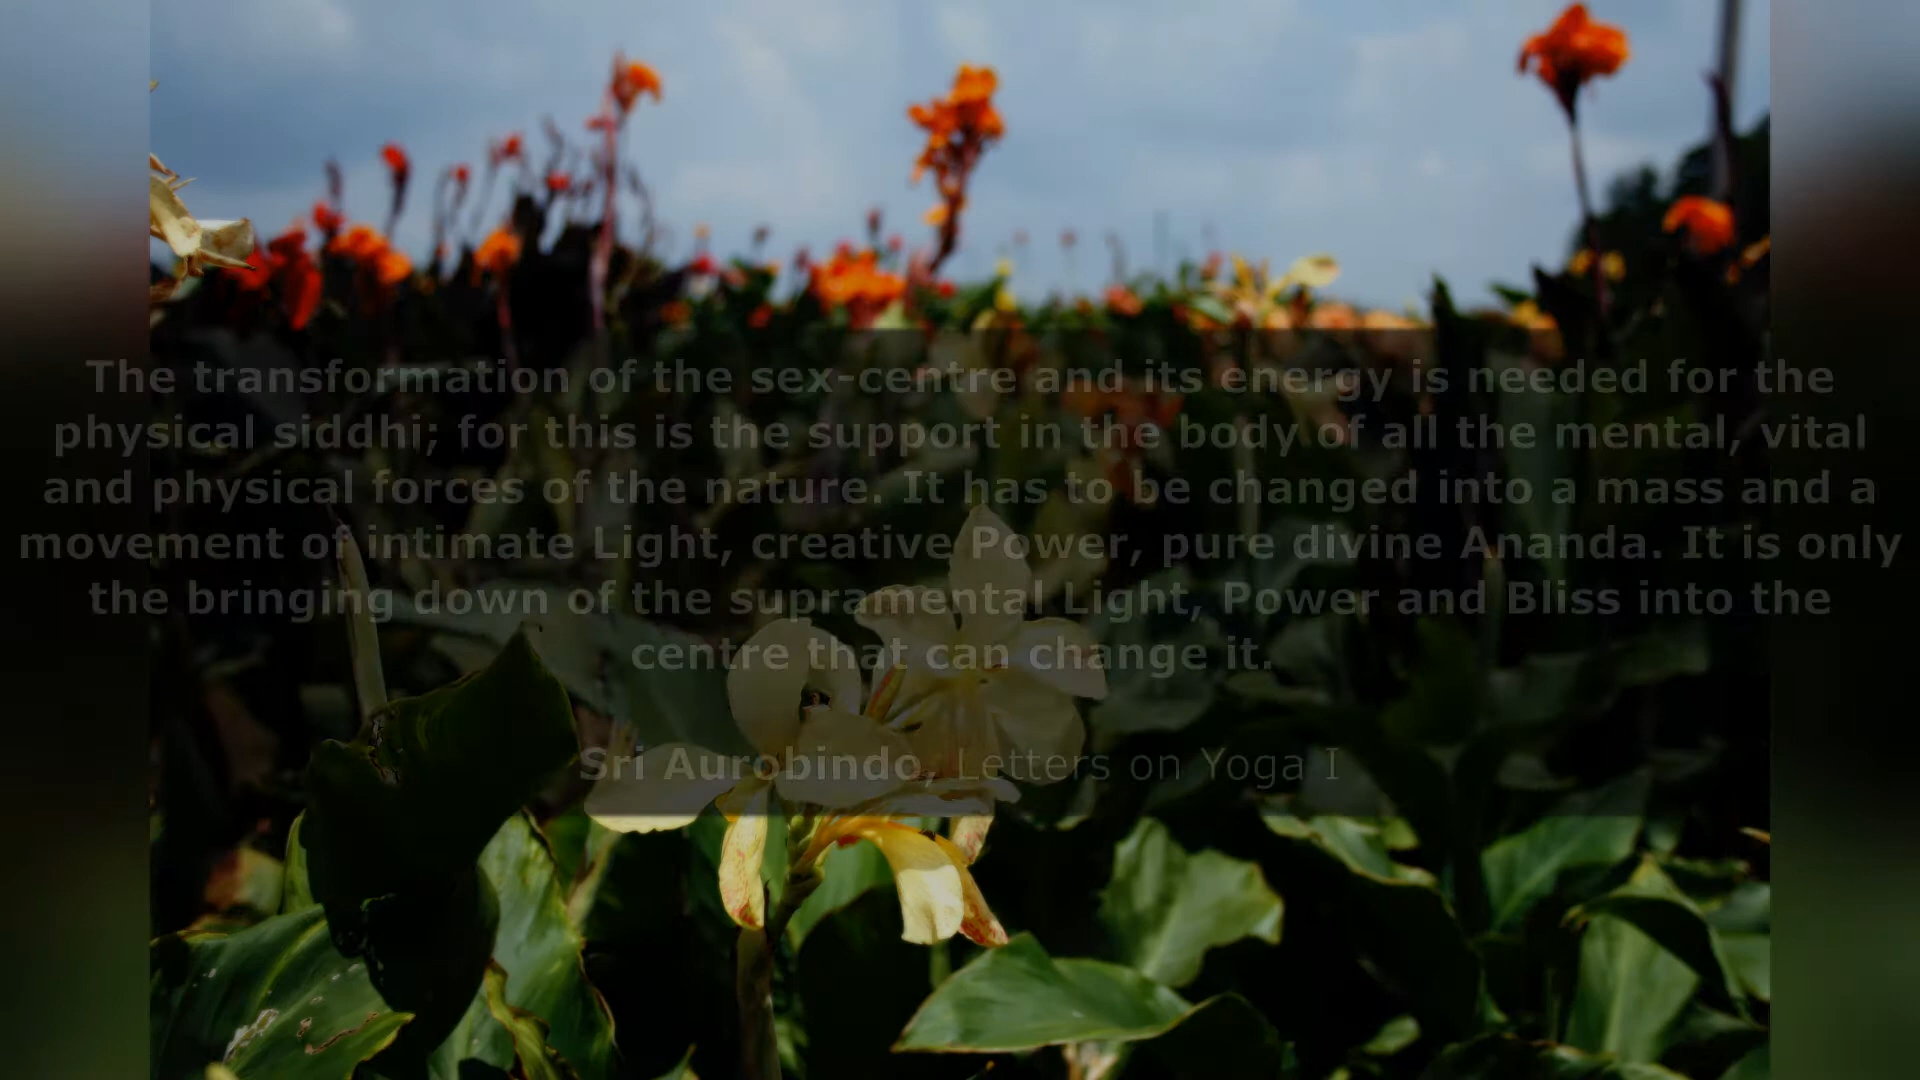 The transformation of the sex-centre and its energy is needed for the
physical siddhi; for this is the support in the body of all the mental, vital
and physical forces of the nature. It has to be changed into a mass and a
movement of intimate Light, creative Power, pure divine Ananda. It is only
the bringing down of the supramental Light, Power and Bliss into the
centre that can change it.
Sri Aurobindo, Letters on Yoga I